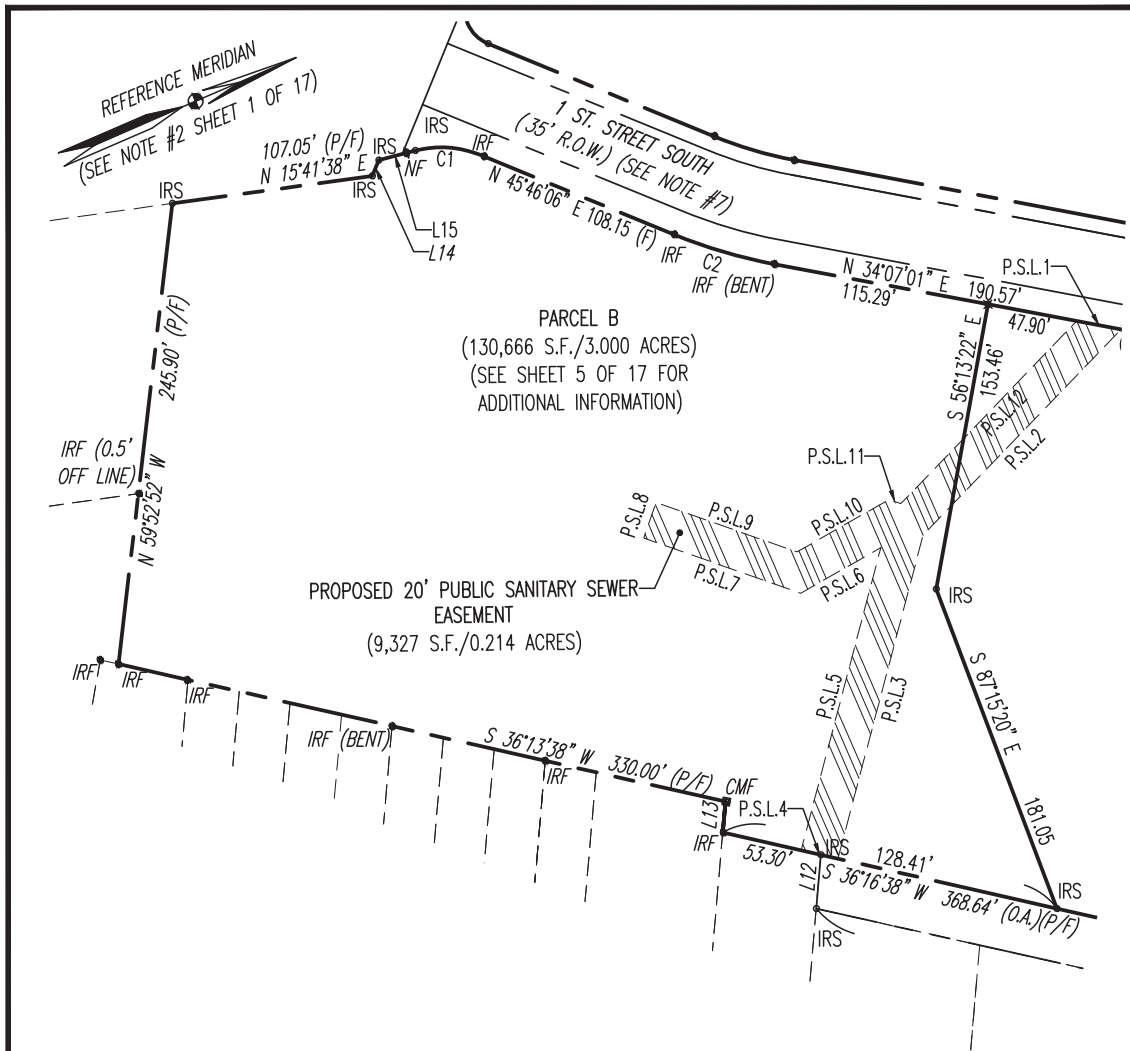 REFERENCE MERIDIAN
(SEE NOTE #2 SHEET 1 OF 17)
1 ST. STREET SOUTH
(35' R.O.W.) (SEE NOTE #7)
107.05' (P/F)
N 15°41'38" E
IRS
IRS
IRS
IRS
NF
C1
IRF
L15
L14
N 45°46'06" E 108.15 (F)
IRF
C2
IRF (BENT)
N 34°07'01" E
115.29'
190.57'
47.90'
P.S.L.1
PARCEL B
(130,666 S.F./3.000 ACRES)
(SEE SHEET 5 OF 17 FOR
ADDITIONAL INFORMATION)
245.90' (P/F)
N 59°52'52" W
IRF (0.5'
OFF LINE)
S 56°13'22" E
153.46'
P.S.L.12
P.S.L.2
P.S.L.11
P.S.L.8
P.S.L.9
P.S.L.10
P.S.L.7
P.S.L.6
PROPOSED 20' PUBLIC SANITARY SEWER
EASEMENT
(9,327 S.F./0.214 ACRES)
IRS
P.S.L.5
P.S.L.3
S 87°15'20" E
181.05
IRF
IRF
IRF
IRF (BENT)
S 36°13'38" W 330.00' (P/F)
IRF
CMF
L13
P.S.L.4
IRF
53.30'
IRS
128.41'
L12
S 36°16'38" W 368.64' (O.A.)(P/F)
IRS
IRS